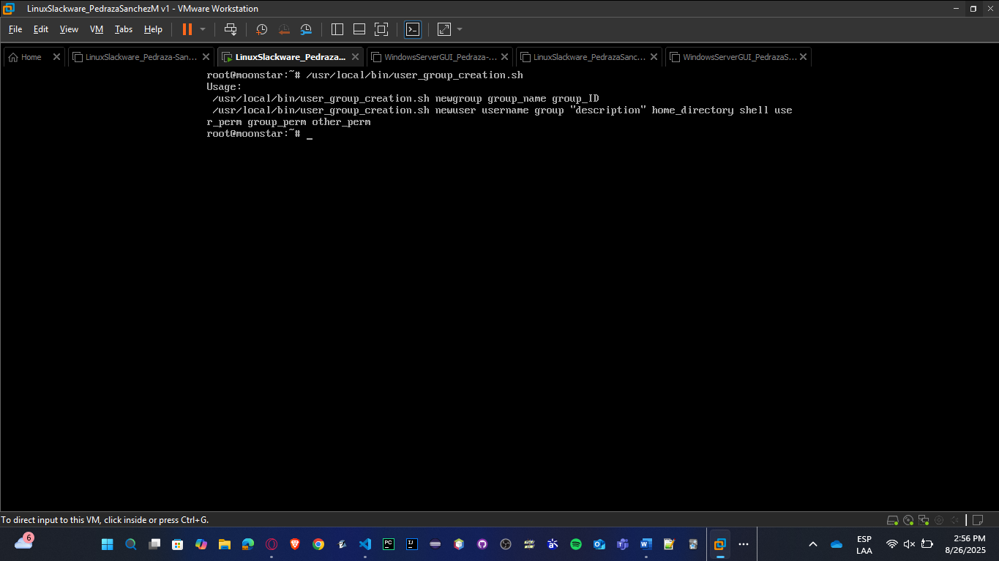 LinuxSlackware_PedrazaSanchezM v1 - VMware Workstation
File Edit View VM Tabs Help
Home LinuxSlackware_Pedraza-San... LinuxSlackware_Pedraza... WindowsServerGUI_Pedraza-... LinuxSlackware_PedrazaSanc... WindowsServerGUI_PedrazaS...
root@moonstar:~# /usr/local/bin/user_group_creation.sh
Usage:
/usr/local/bin/user_group_creation.sh newgroup group_name group_ID
/usr/local/bin/user_group_creation.sh newuser username group "description" home_directory shell use
r_perm group_perm other_perm
root@moonstar:~# _
To direct input to this VM, click inside or press Ctrl+G.
6
PC
IJ
ESP
LAA
2:56 PM
8/26/2025